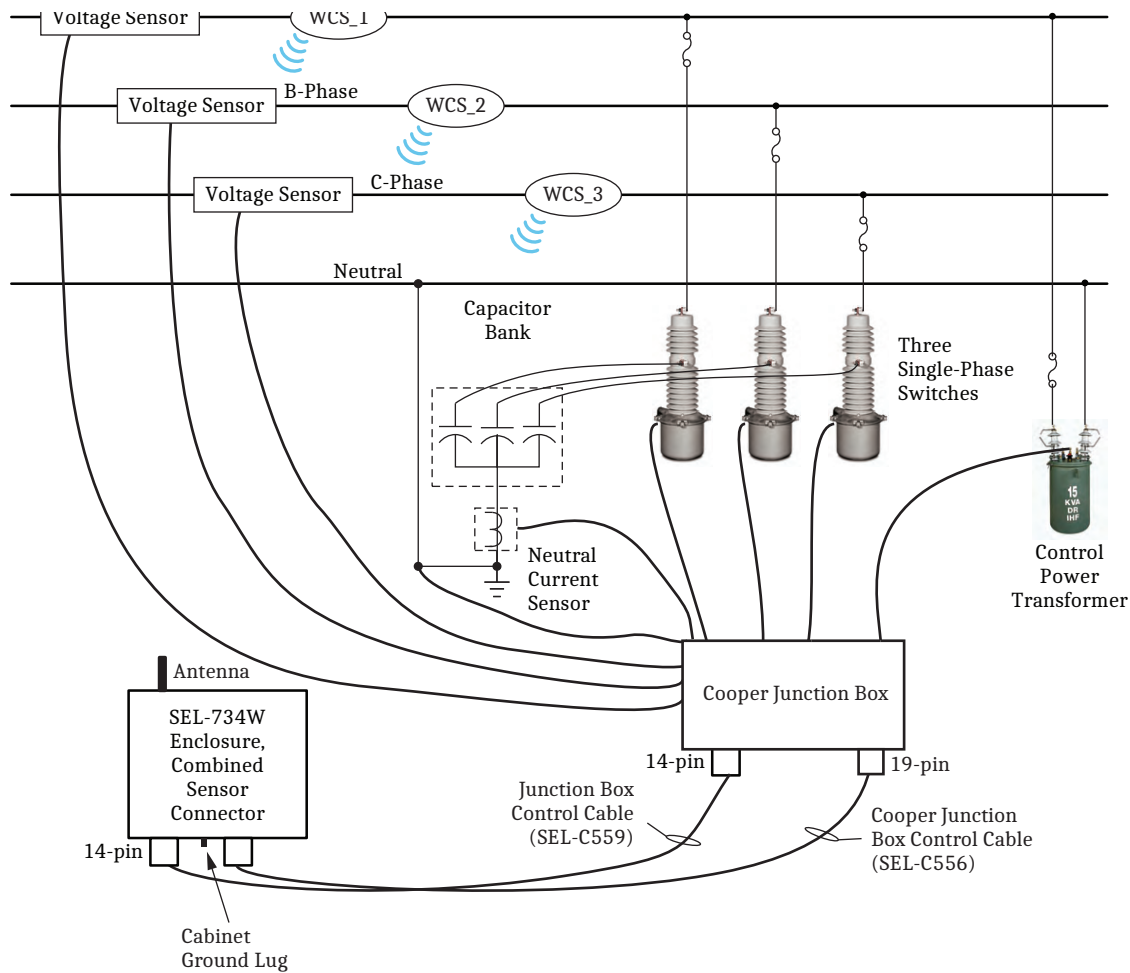 Voltage Sensor
WCS_1
B-Phase
Voltage Sensor
WCS_2
C-Phase
Voltage Sensor
WCS_3
Neutral
Capacitor
Bank
Three
Single-Phase
Switches
15
KVA
DR
IHF
Neutral
Current
Sensor
Control
Power
Transformer
Antenna
SEL-734W
Enclosure,
Combined
Sensor
Connector
Cooper Junction Box
14-pin
19-pin
Junction Box
Control Cable
(SEL-C559)
Cooper Junction
Box Control Cable
(SEL-C556)
14-pin
Cabinet
Ground Lug